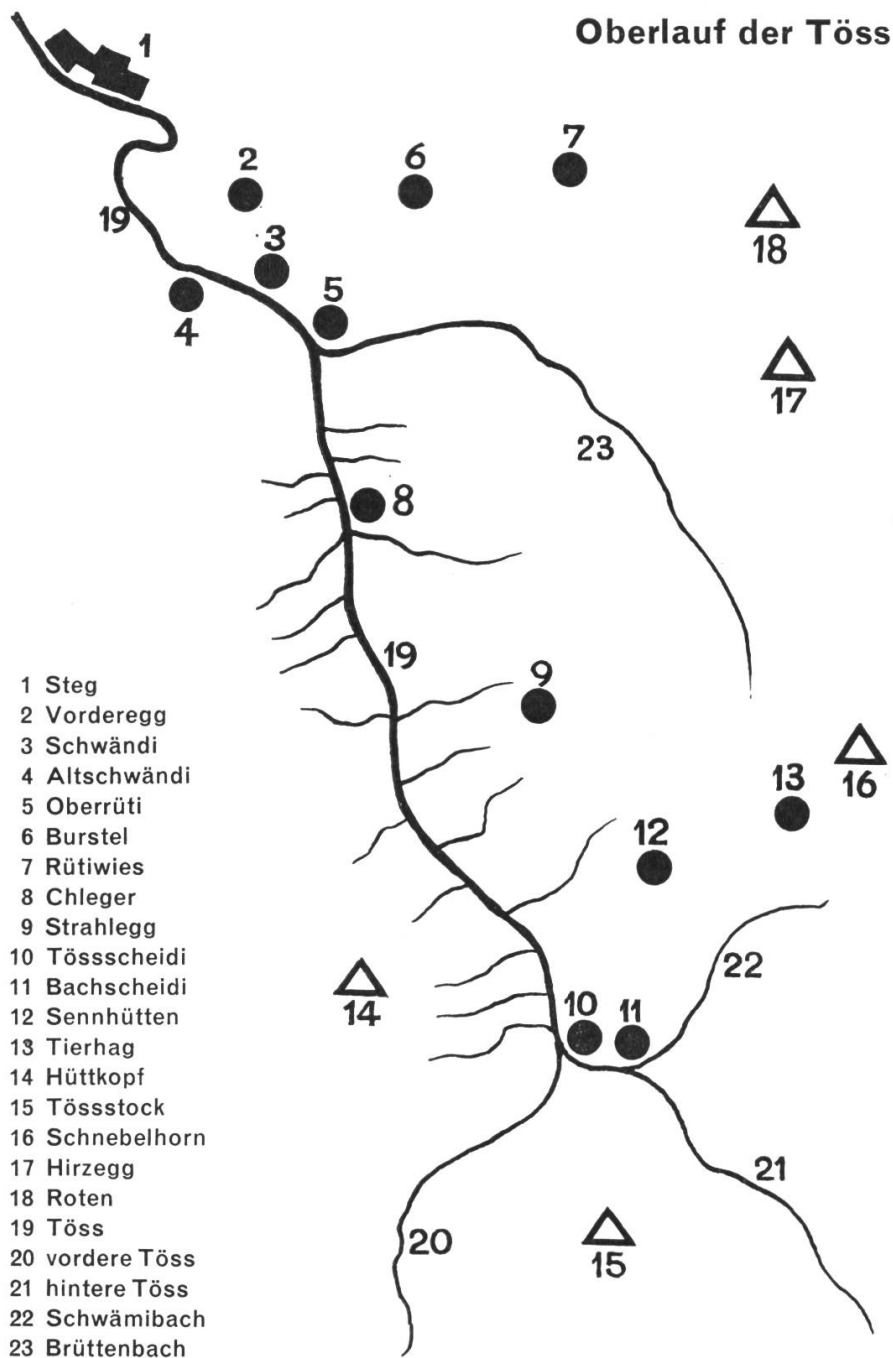 Oberlauf der Töss
1
2
6
7
19
3
18
4
5
17
23
8
19
9
16
13
12
22
14
10
11
21
20
15
1 Steg
2 Vorderegg
3 Schwändi
4 Altschwändi
5 Oberrüti
6 Burstel
7 Rütiwies
8 Chleger
9 Strahlegg
10 Tössscheidi
11 Bachscheidi
12 Sennhütten
13 Tierhag
14 Hüttkopf
15 Tössstock
16 Schnebelhorn
17 Hirzegg
18 Roten
19 Töss
20 vordere Töss
21 hintere Töss
22 Schwämibach
23 Brüttenbach